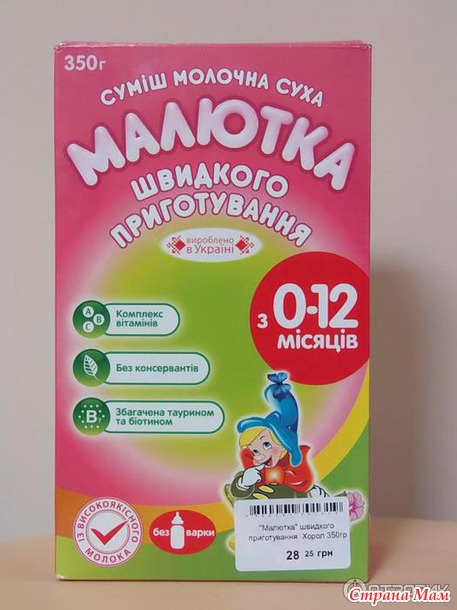 350г
СУМІШ МОЛОЧНА СУХА
МАЛЮТКА
ШВИДКОГО
ПРИГОТУВАННЯ
вироблено
в Україні
з 0-12
місяців
A
B
C
Комплекс
вітамінів
Без консервантів
B
Збагачена таурином
та біотином
ІЗ ВИСОКОЯКІСНОГО
МОЛОКА
без варки
"Малютка" швидкого
приготування Хорол 350гр
28 25 грн
Страна Мам